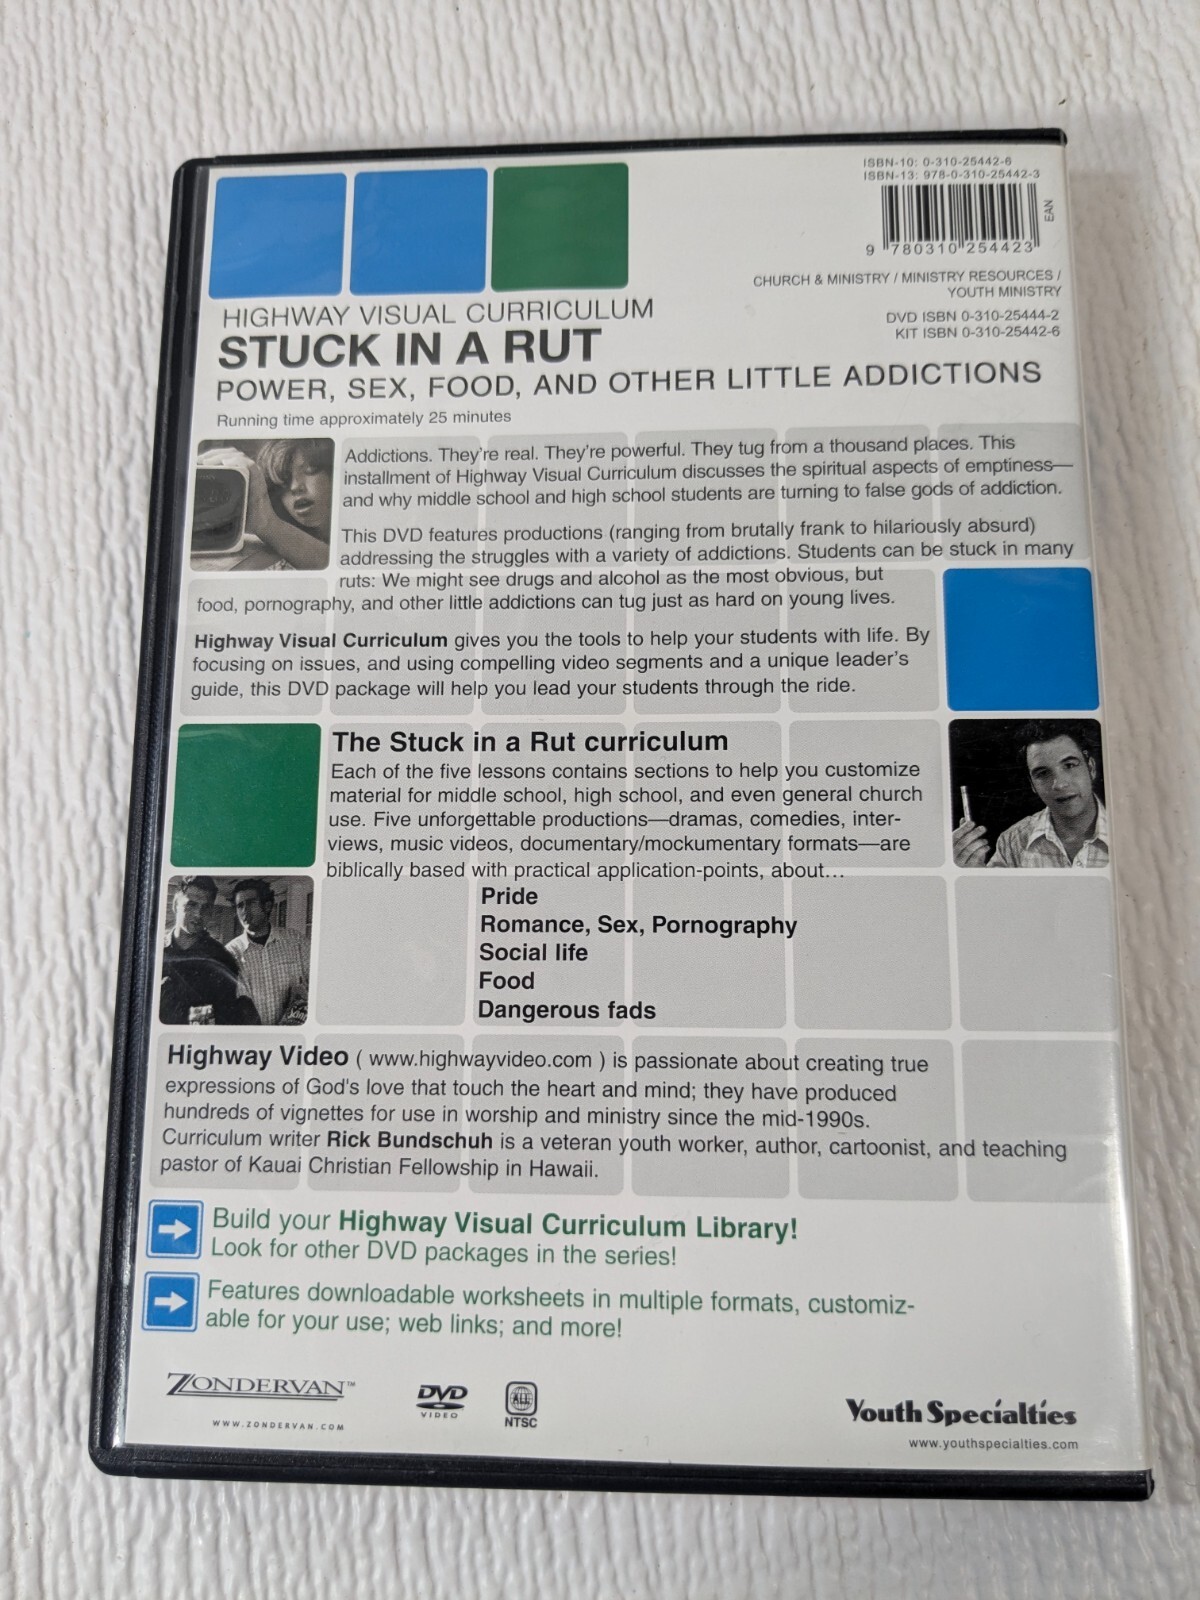 ISBN-10: 0-310-25442-6
ISBN-13: 978-0-310-25442-3
EAN
9 780310 254423
CHURCH & MINISTRY / MINISTRY RESOURCES /
YOUTH MINISTRY
DVD ISBN 0-310-25444-2
KIT ISBN 0-310-25442-6
HIGHWAY VISUAL CURRICULUM
STUCK IN A RUT
POWER, SEX, FOOD, AND OTHER LITTLE ADDICTIONS
Running time approximately 25 minutes
Addictions. They're real. They're powerful. They tug from a thousand places. This
installment of Highway Visual Curriculum discusses the spiritual aspects of emptiness—
and why middle school and high school students are turning to false gods of addiction.
This DVD features productions (ranging from brutally frank to hilariously absurd)
addressing the struggles with a variety of addictions. Students can be stuck in many
ruts: We might see drugs and alcohol as the most obvious, but
food, pornography, and other little addictions can tug just as hard on young lives.
Highway Visual Curriculum gives you the tools to help your students with life. By
focusing on issues, and using compelling video segments and a unique leader's
guide, this DVD package will help you lead your students through the ride.
The Stuck in a Rut curriculum
Each of the five lessons contains sections to help you customize
material for middle school, high school, and even general church
use. Five unforgettable productions—dramas, comedies, inter-
views, music videos, documentary/mockumentary formats—are
biblically based with practical application-points, about...
Pride
Romance, Sex, Pornography
Social life
Food
Dangerous fads
Highway Video ( www.highwayvideo.com ) is passionate about creating true
expressions of God's love that touch the heart and mind; they have produced
hundreds of vignettes for use in worship and ministry since the mid-1990s.
Curriculum writer Rick Bundschuh is a veteran youth worker, author, cartoonist, and teaching
pastor of Kauai Christian Fellowship in Hawaii.
Build your Highway Visual Curriculum Library!
Look for other DVD packages in the series!
Features downloadable worksheets in multiple formats, customiz-
able for your use; web links; and more!
ZONDERVAN™
WWW.ZONDERVAN.COM
DVD
VIDEO
ALL
NTSC
Youth Specialties
www.youthspecialties.com